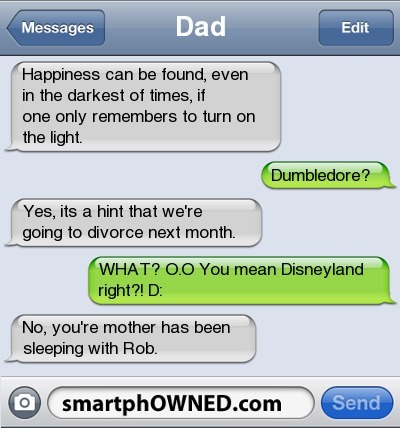 Messages
Dad
Edit
Happiness can be found, even
in the darkest of times, if
one only remembers to turn on
the light.
Dumbledore?
Yes, its a hint that we're
going to divorce next month.
WHAT? O.O You mean Disneyland
right?! D:
No, you're mother has been
sleeping with Rob.
smartphOWNED.com
Send